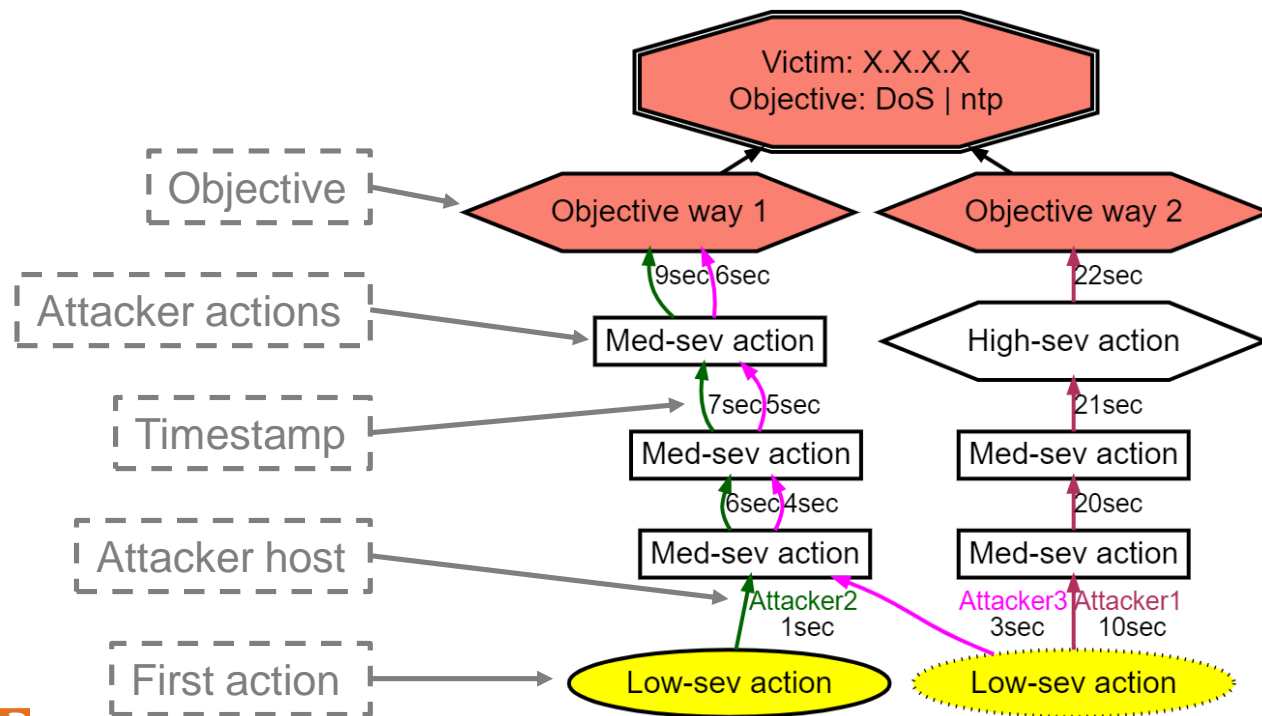 Victim: X.X.X.X
Objective: DoS | ntp
Objective
Objective way 1
Objective way 2
9sec 6sec
22sec
Attacker actions
Med-sev action
High-sev action
Timestamp
7sec 5sec
21sec
Med-sev action
Med-sev action
6sec 4sec
20sec
Attacker host
Med-sev action
Med-sev action
Attacker2
Attacker3 Attacker1
1sec
3sec
10sec
First action
Low-sev action
Low-sev action